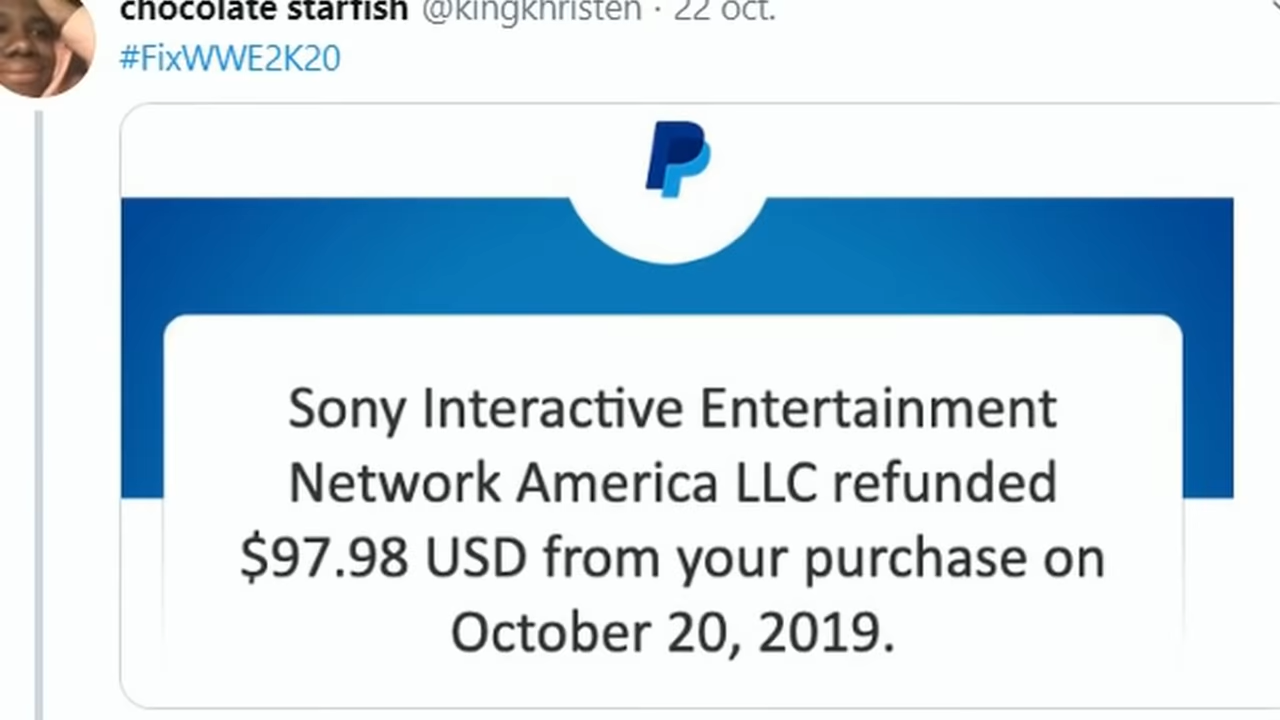 chocolate starfish @kingkhristen · 22 oct.
#FixWWE2K20
Sony Interactive Entertainment
Network America LLC refunded
$97.98 USD from your purchase on
October 20, 2019.